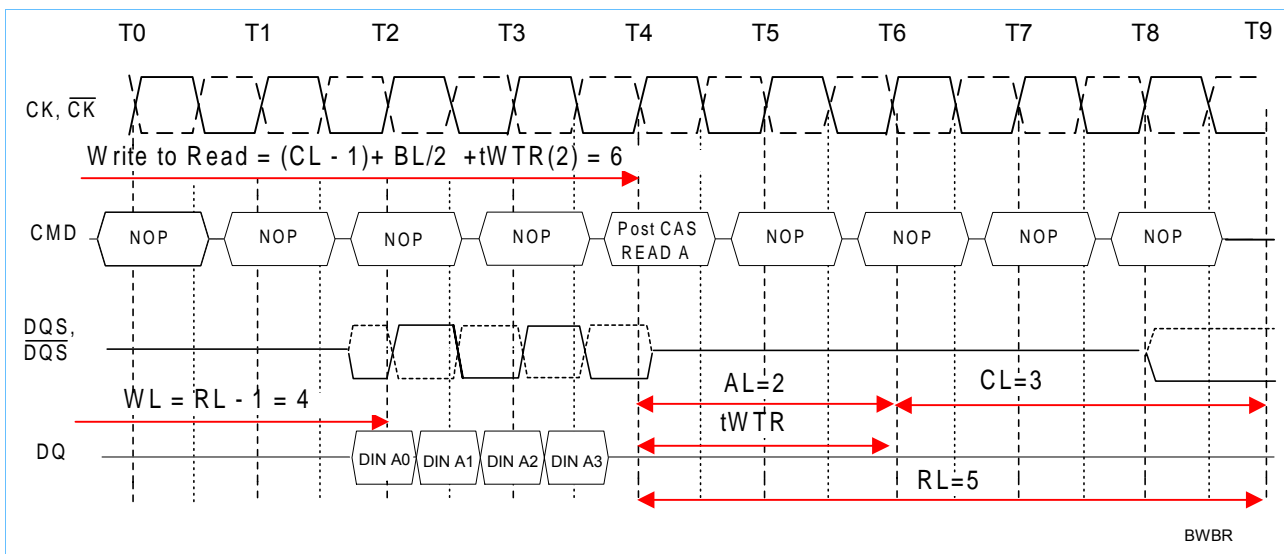 T0 T1 T2 T3 T4 T5 T6 T7 T8 T9
CK, CK
Write to Read = (CL - 1)+ BL/2 +tWTR(2) = 6
CMD NOP NOP NOP NOP Post CAS READ A NOP NOP NOP NOP
DQS,
DQS
AL=2 CL=3
WL = RL - 1 = 4
tWTR
DQ DIN A0 DIN A1 DIN A2 DIN A3
RL=5
BWBR